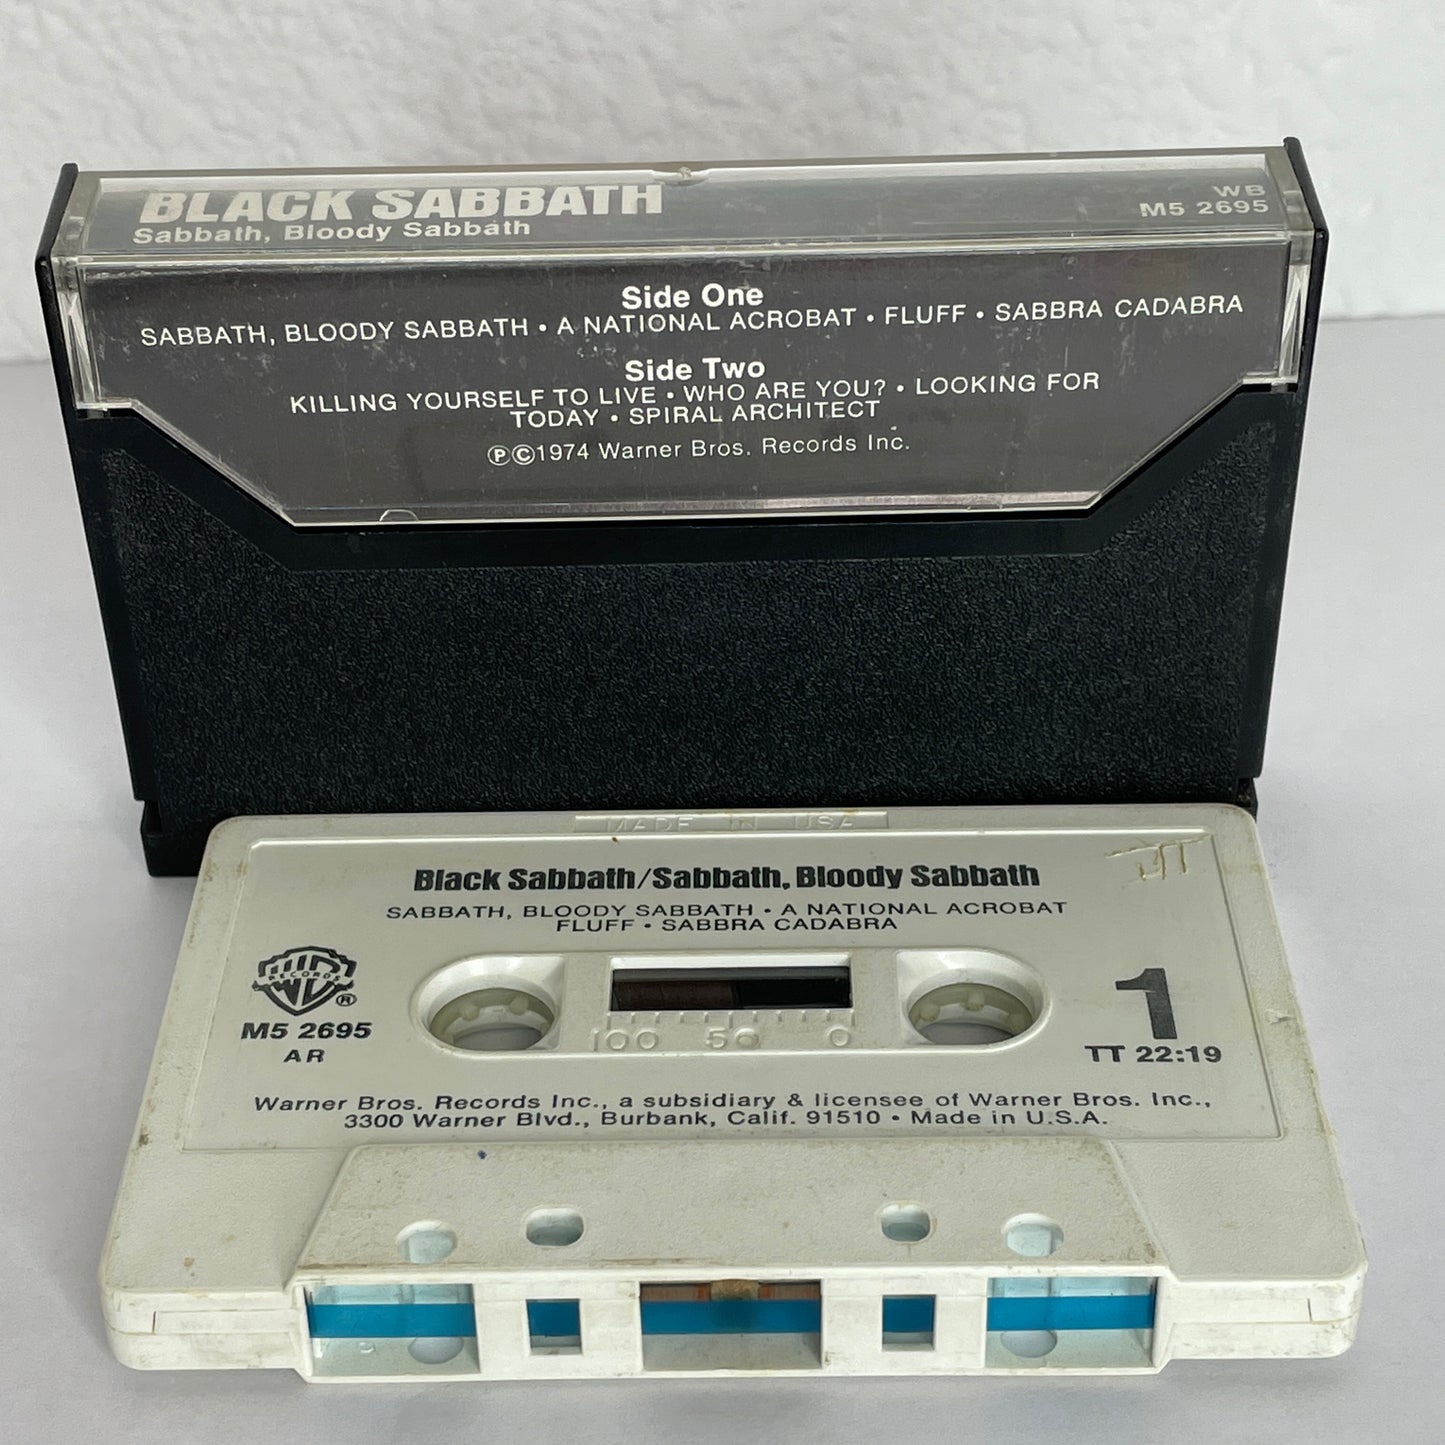 BLACK SABBATH
Sabbath, Bloody Sabbath
WB
M5 2695
Side One
SABBATH, BLOODY SABBATH • A NATIONAL ACROBAT • FLUFF • SABBRA CADABRA
Side Two
KILLING YOURSELF TO LIVE • WHO ARE YOU? • LOOKING FOR
TODAY • SPIRAL ARCHITECT
ⓅⒸ1974 Warner Bros. Records Inc.
MADE IN USA
Black Sabbath/Sabbath, Bloody Sabbath
SABBATH, BLOODY SABBATH • A NATIONAL ACROBAT
FLUFF • SABBRA CADABRA
WB
RECORDS
®
M5 2695
AR
100 50 0
1
TT 22:19
Warner Bros. Records Inc., a subsidiary & licensee of Warner Bros. Inc.,
3300 Warner Blvd., Burbank, Calif. 91510 • Made in U.S.A.